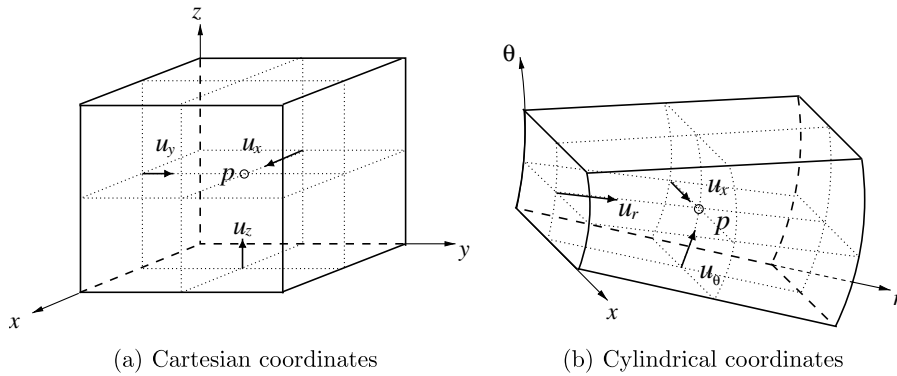 z
θ
u_y
u_x
p
u_x
u_r
p
u_z
u_θ
y
x
x
r
(a) Cartesian coordinates
(b) Cylindrical coordinates